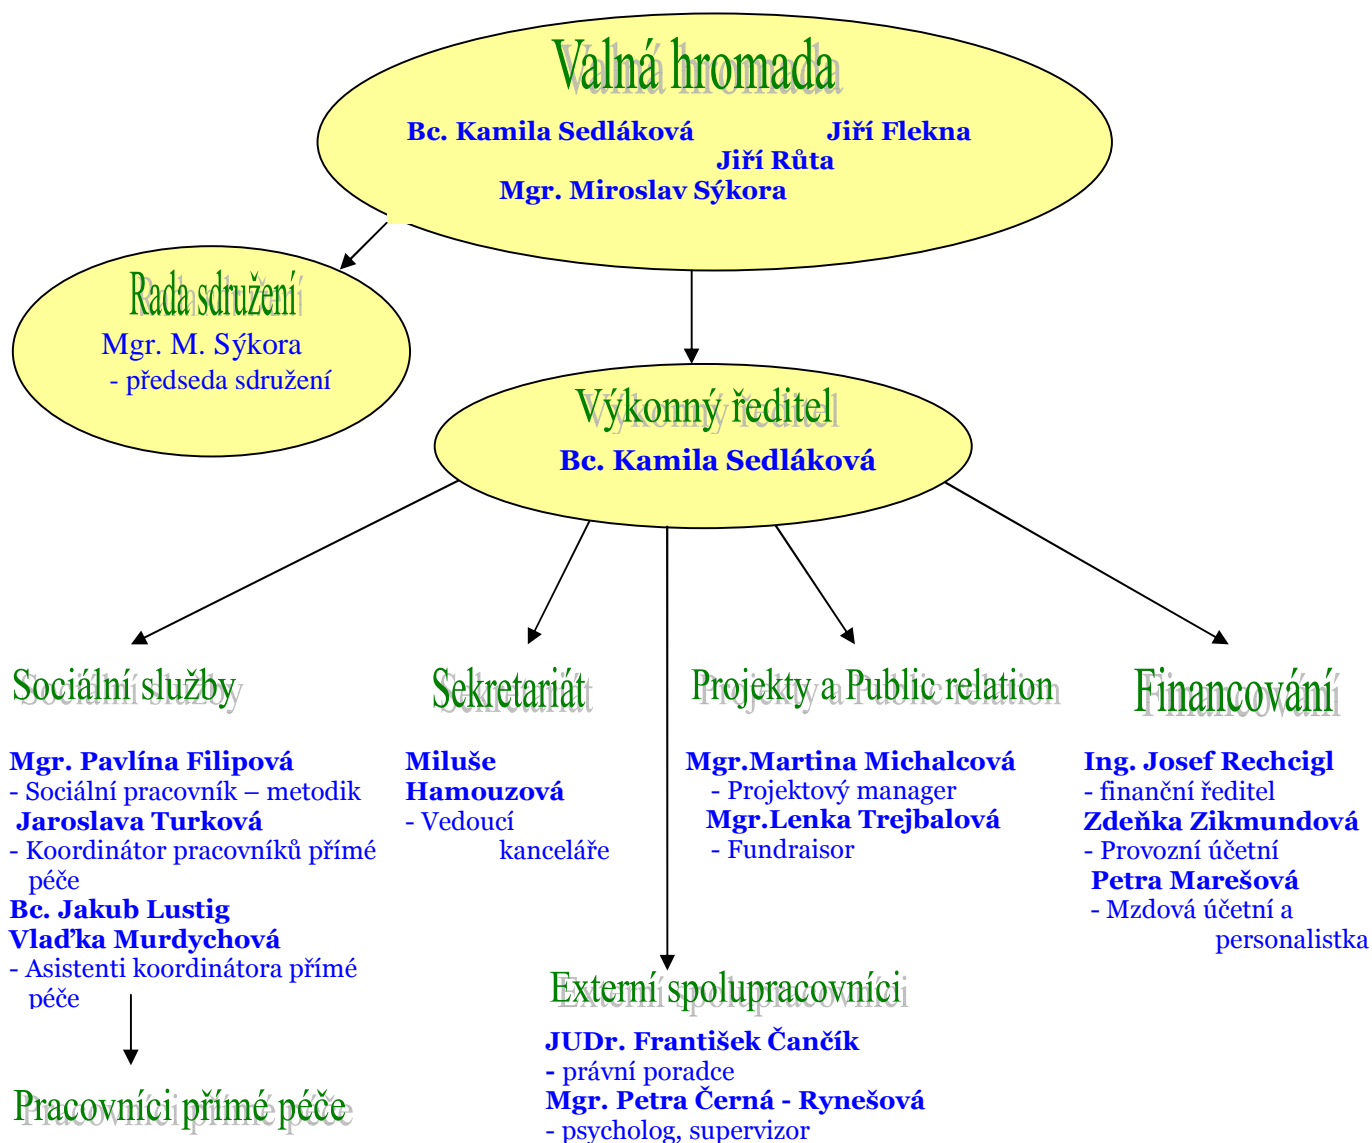 Valná hromada
Bc. Kamila Sedláková Jiří Flekna
Jiří Růta
Mgr. Miroslav Sýkora
Rada sdružení
Mgr. M. Sýkora
- předseda sdružení
Výkonný ředitel
Bc. Kamila Sedláková
Sociální služby
Mgr. Pavlína Filipová
- Sociální pracovník – metodik
Jaroslava Turková
- Koordinátor pracovníků přímé
péče
Bc. Jakub Lustig
Vlaďka Murdychová
- Asistenti koordinátora přímé
péče
Pracovníci přímé péče
Sekretariát
Miluše
Hamouzová
- Vedoucí
kanceláře
Projekty a Public relation
Mgr.Martina Michalcová
- Projektový manager
Mgr.Lenka Trejbalová
- Fundraisor
Financování
Ing. Josef Rechcigl
- finanční ředitel
Zdeňka Zikmundová
- Provozní účetní
Petra Marešová
- Mzdová účetní a
personalistka
Externí spolupracovníci
JUDr. František Čančík
- právní poradce
Mgr. Petra Černá - Rynešová
- psycholog, supervizor